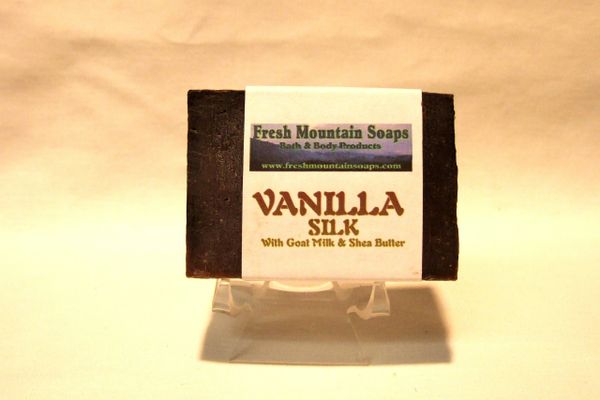 Fresh Mountain Soaps
Bath & Body Products
www.freshmountainsoaps.com
VANILLA
SILK
With Goat Milk & Shea Butter